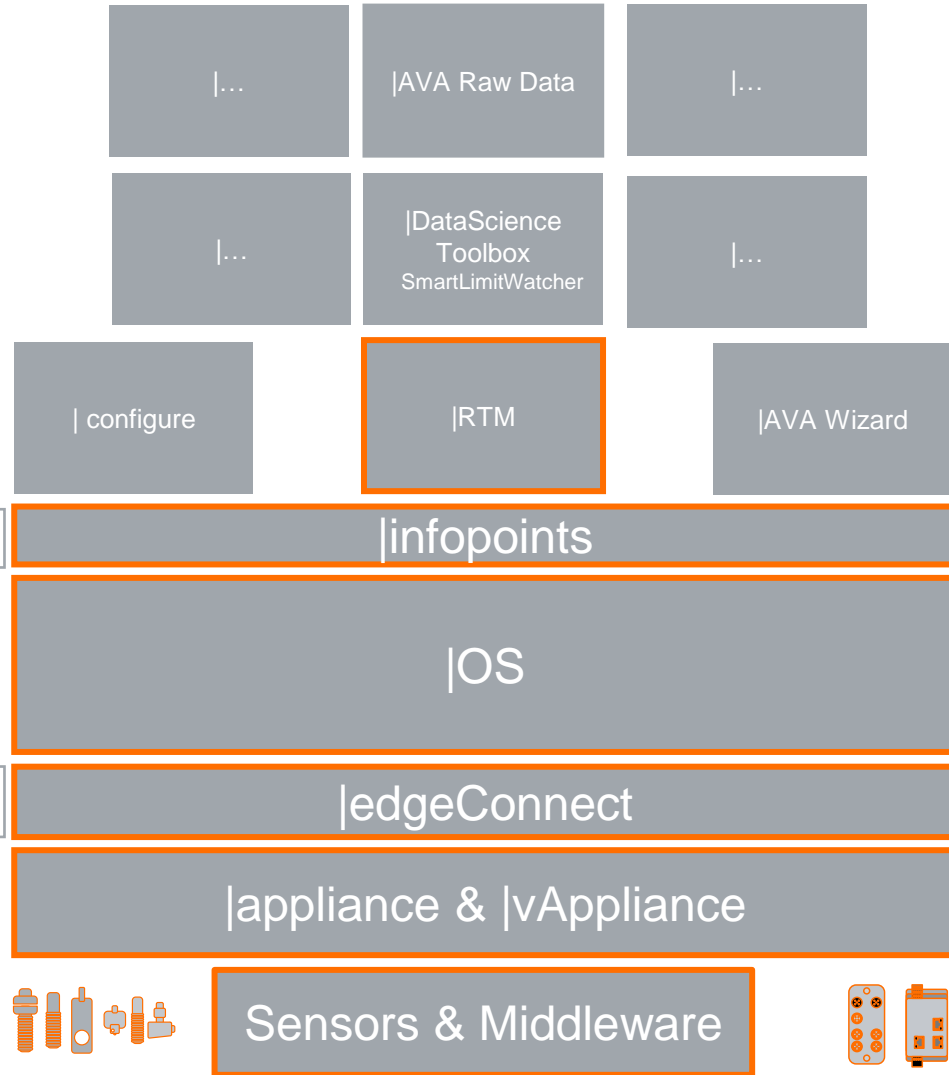 |...
|AVA Raw Data
|...
|...
|DataScience
Toolbox
SmartLimitWatcher
|...
| configure
|RTM
|AVA Wizard
|infopoints
|OS
|edgeConnect
|appliance & |vAppliance
Sensors & Middleware